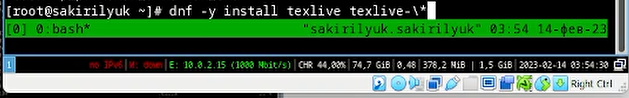 [root@sakirilyuk ~]# dnf -y install texlive texlive-\*
[0] 0:bash* "sakirilyuk.sakirilyuk" 03:54 14-фев-23
1 no IPv6 | W: down | E: 10.0.2.15 (1000 Mbit/s) | CHR 44,00% | 74,7 GiB | 0,48 | 378,2 MiB | 1,5 GiB | 2023-02-14 03:54:30
Right Ctrl